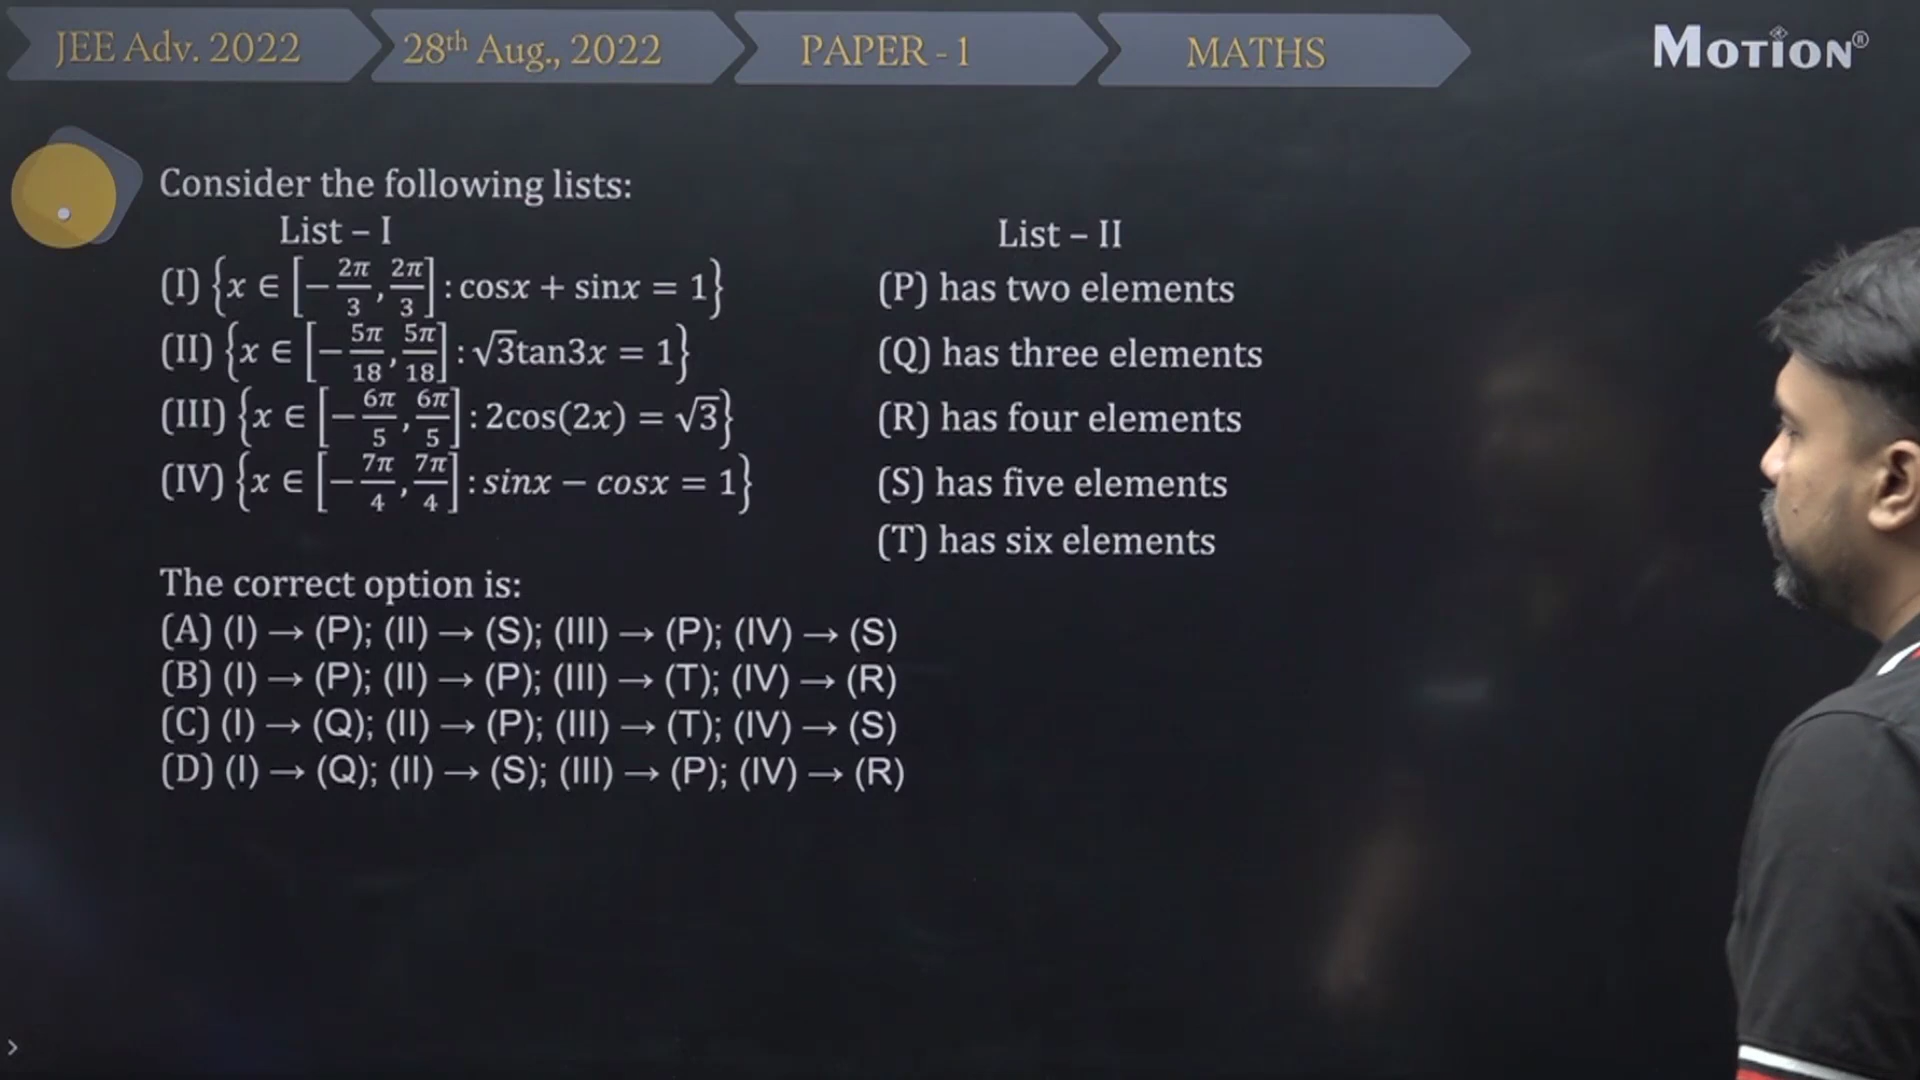 JEE Adv. 2022 28th Aug., 2022 PAPER - 1 MATHS MOTION®
Consider the following lists:
List – I List – II
(I) {x ∈ [−2π/3, 2π/3] : cosx + sinx = 1} (P) has two elements
(II) {x ∈ [−5π/18, 5π/18] : √3tan3x = 1} (Q) has three elements
(III) {x ∈ [−6π/5, 6π/5] : 2cos(2x) = √3} (R) has four elements
(IV) {x ∈ [−7π/4, 7π/4] : sinx − cosx = 1} (S) has five elements
(T) has six elements
The correct option is:
(A) (I) → (P); (II) → (S); (III) → (P); (IV) → (S)
(B) (I) → (P); (II) → (P); (III) → (T); (IV) → (R)
(C) (I) → (Q); (II) → (P); (III) → (T); (IV) → (S)
(D) (I) → (Q); (II) → (S); (III) → (P); (IV) → (R)